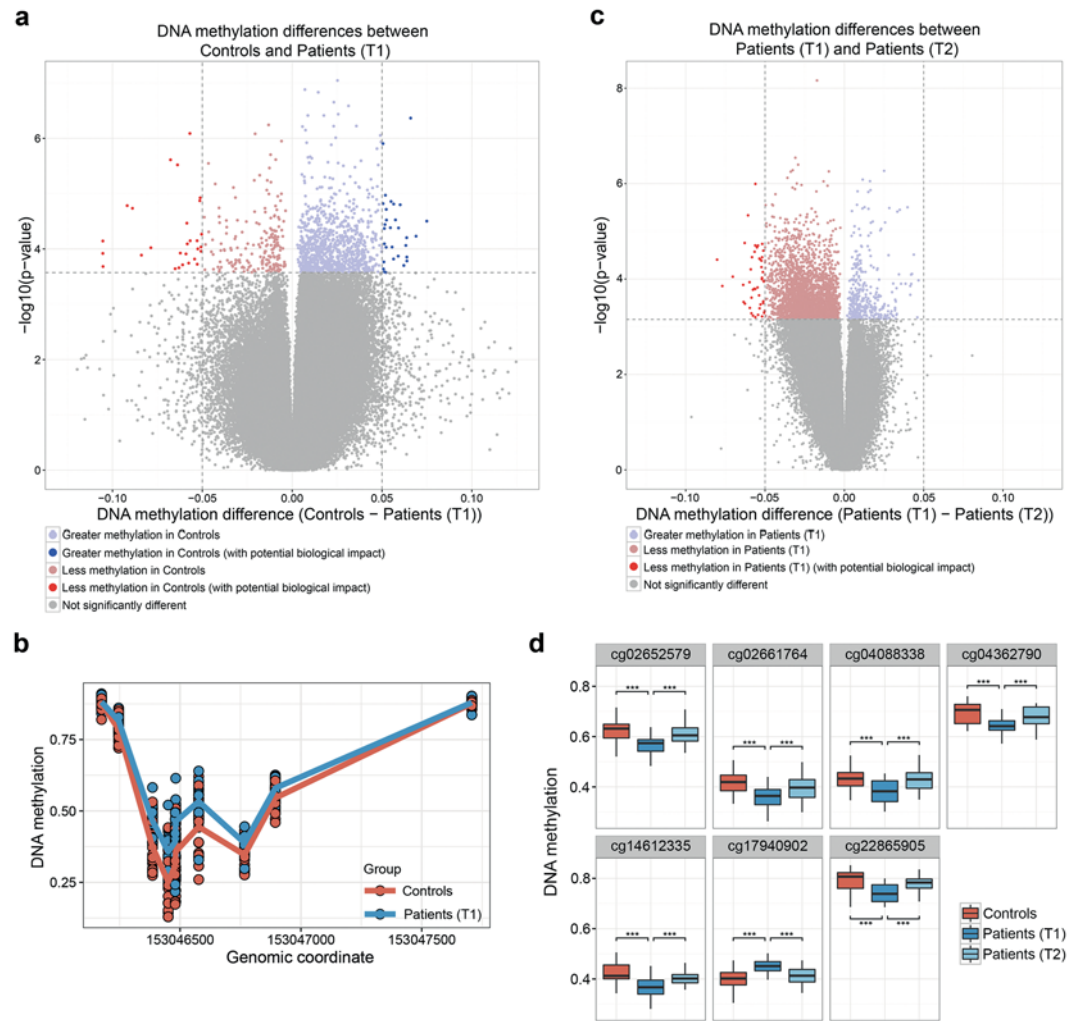 a
DNA methylation differences between
Controls and Patients (T1)
−log10(p−value)
6
4
2
0
−0.10 −0.05 0.00 0.05 0.10
DNA methylation difference (Controls − Patients (T1))
Greater methylation in Controls
Greater methylation in Controls (with potential biological impact)
Less methylation in Controls
Less methylation in Controls (with potential biological impact)
Not significantly different
c
DNA methylation differences between
Patients (T1) and Patients (T2)
−log10(p−value)
8
6
4
2
0
−0.10 −0.05 0.00 0.05 0.10
DNA methylation difference (Patients (T1) − Patients (T2))
Greater methylation in Patients (T1)
Less methylation in Patients (T1)
Less methylation in Patients (T1) (with potential biological impact)
Not significantly different
b
DNA methylation
0.75
0.50
0.25
Group
Controls
Patients (T1)
153046500 153047000 153047500
Genomic coordinate
d
DNA methylation
cg02652579 cg02661764 cg04088338 cg04362790
0.8
0.6
0.4
*** *** *** *** *** *** *** ***
cg14612335 cg17940902 cg22865905
0.8
0.6
0.4
*** *** *** *** *** ***
Controls
Patients (T1)
Patients (T2)